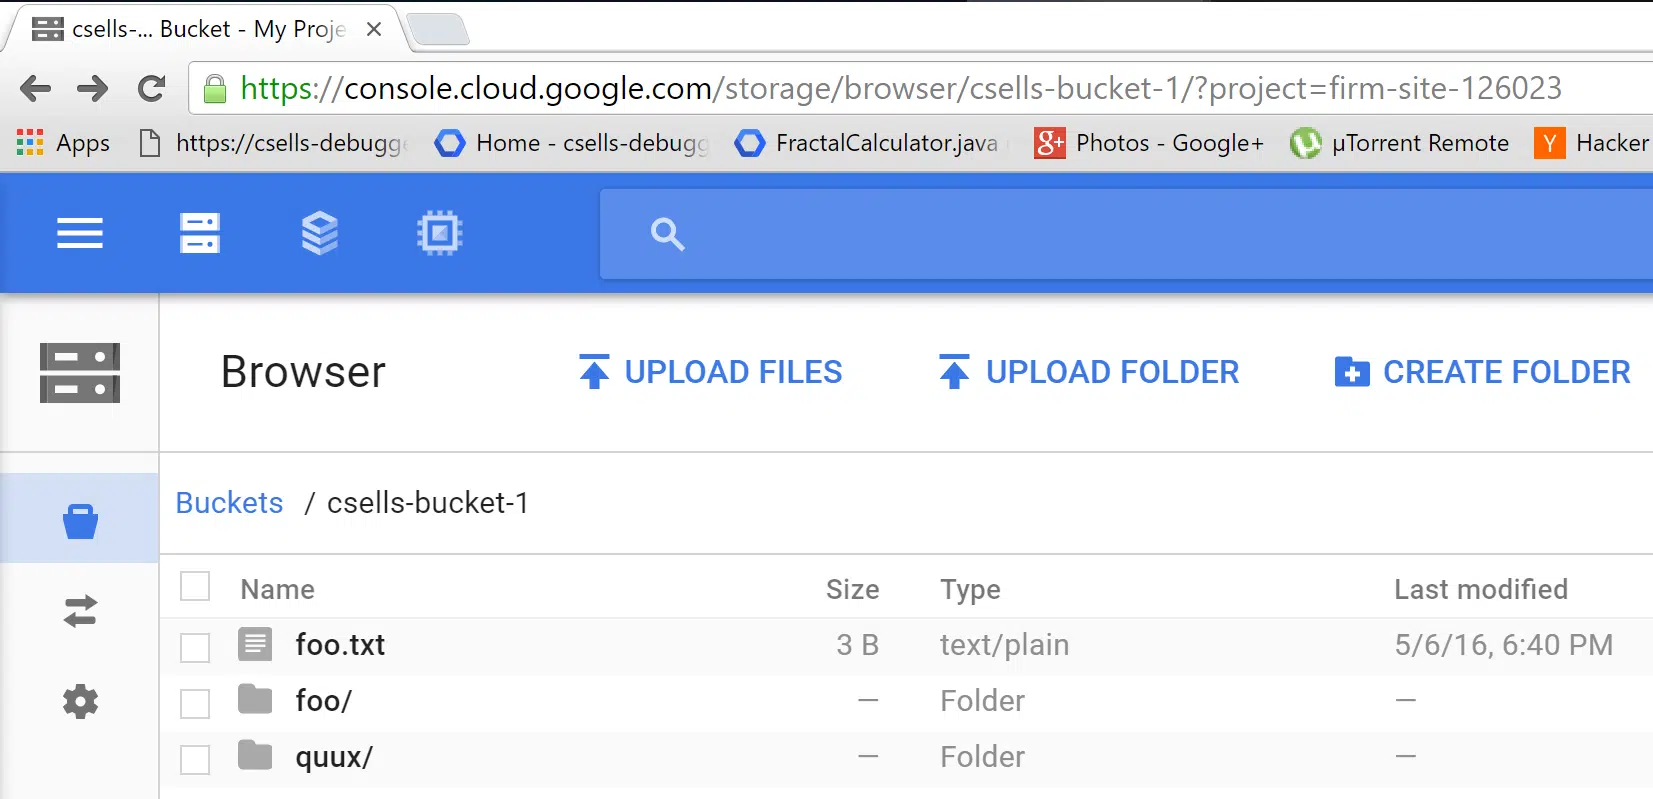 csells-... Bucket - My Proje
https://console.cloud.google.com/storage/browser/csells-bucket-1/?project=firm-site-126023
Apps https://csells-debugge Home - csells-debugg FractalCalculator.java g+ Photos - Google+ µTorrent Remote Y Hacker
Browser UPLOAD FILES UPLOAD FOLDER CREATE FOLDER
Buckets / csells-bucket-1
Name Size Type Last modified
foo.txt 3 B text/plain 5/6/16, 6:40 PM
foo/ — Folder —
quux/ — Folder —